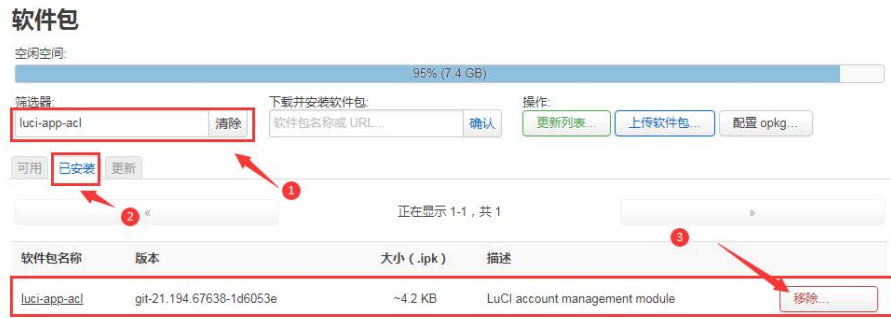 软件包
空闲空间:
95% (7.4 GB)
筛选器: 下载并安装软件包: 操作:
luci-app-acl 清除 软件包名称或 URL... 确认 更新列表... 上传软件包... 配置 opkg...
可用 已安装 更新
1
2
« 正在显示 1-1，共 1 »
3
软件包名称 版本 大小 (.ipk) 描述
luci-app-acl git-21.194.67638-1d6053e ~4.2 KB LuCI account management module 移除...